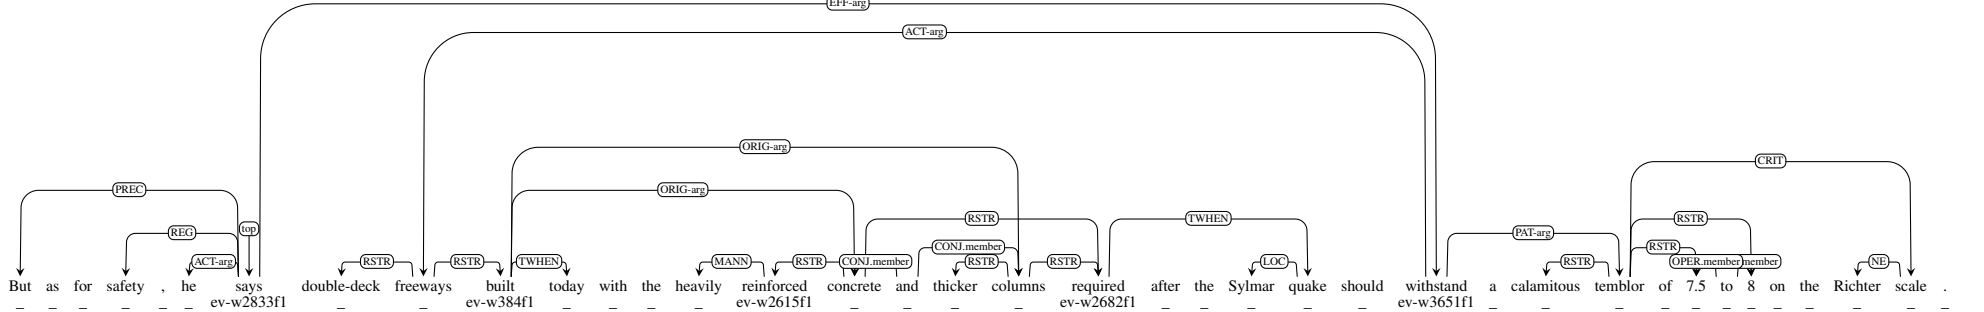 EFF-arg
ACT-arg
ORIG-arg
CRIT
PREC ORIG-arg
RSTR TWHEN RSTR
REG top CONJ.member PAT-arg RSTR
ACT-arg RSTR RSTR TWHEN MANN RSTR CONJ.member RSTR RSTR LOC RSTR OPER.member member NE
But as for safety , he says double-deck freeways built today with the heavily reinforced concrete and thicker columns required after the Sylmar quake should withstand a calamitous temblor of 7.5 to 8 on the Richter scale .
ev-w2833f1 ev-w384f1 ev-w2615f1 ev-w2682f1 ev-w3651f1
_ _ _ _ _ _ _ _ _ _ _ _ _ _ _ _ _ _ _ _ _ _ _ _ _ _ _ _ _ _ _ _ _ _ _ _ _ _